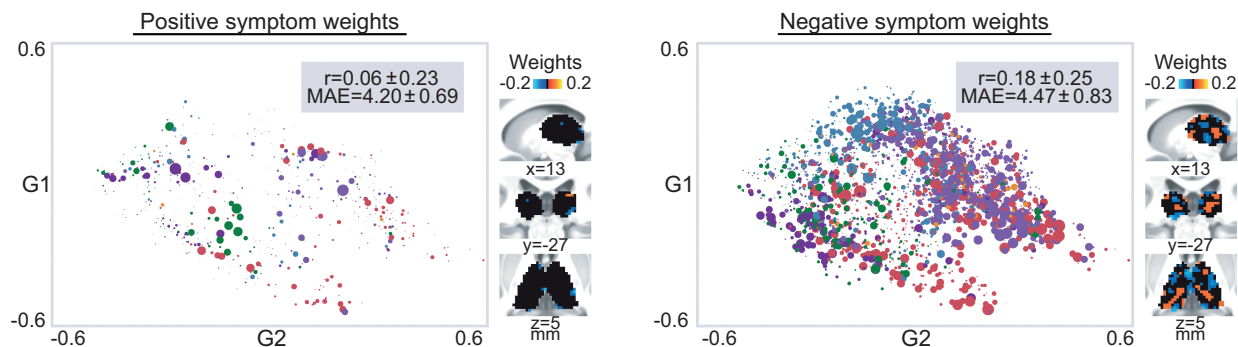 Positive symptom weights
0.6
r=0.06 ±0.23
MAE=4.20± 0.69
G1
-0.6
-0.6
G2
0.6
Weights
-0.2 0.2
x=13
y=-27
z=5
mm
Negative symptom weights
0.6
r=0.18 ±0.25
MAE=4.47± 0.83
G1
-0.6
-0.6
G2
0.6
Weights
-0.2 0.2
x=13
y=-27
z=5
mm